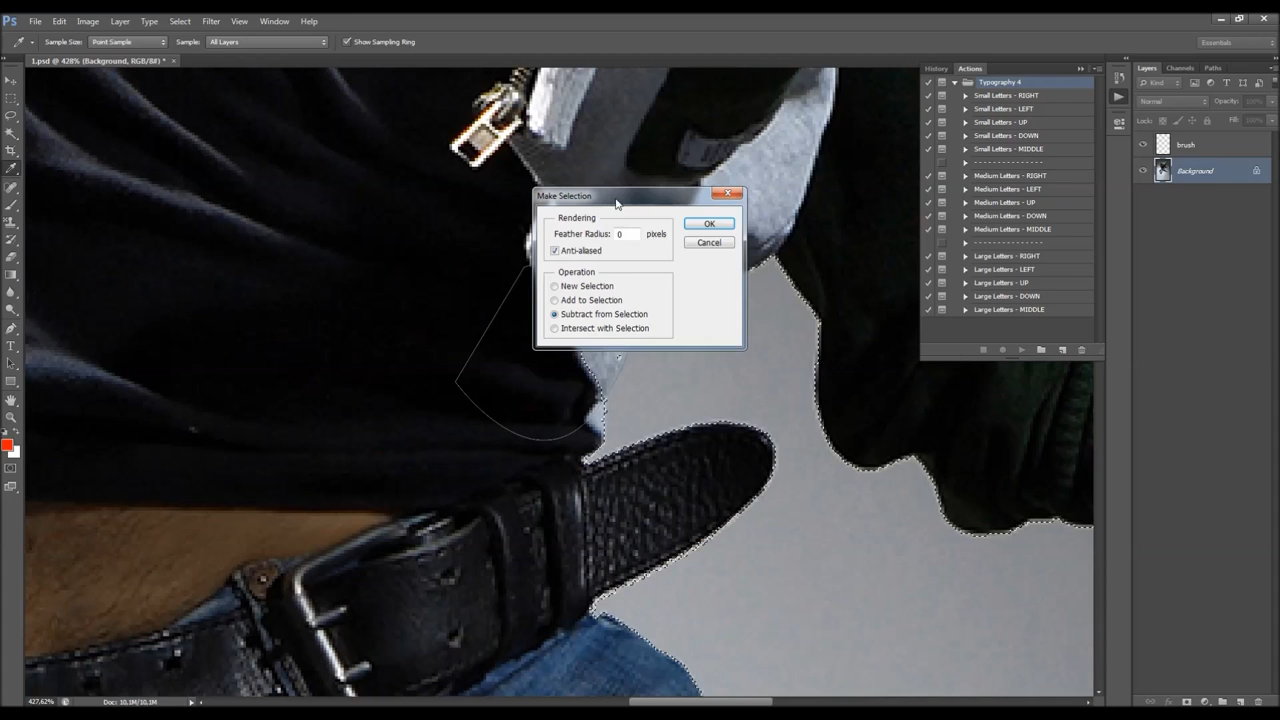 Ps File Edit Image Layer Type Select Filter View Window Help
Sample Size: Point Sample Sample: All Layers Show Sampling Ring
Essentials
1.psd @ 428% (Background, RGB/8#) * ×
History Actions
Typography 4
Small Letters - RIGHT
Small Letters - LEFT
Small Letters - UP
Small Letters - DOWN
Small Letters - MIDDLE
- - - - - - - - - - - - - - - -
Medium Letters - RIGHT
Medium Letters - LEFT
Medium Letters - UP
Medium Letters - DOWN
Medium Letters - MIDDLE
- - - - - - - - - - - - - - - -
Large Letters - RIGHT
Large Letters - LEFT
Large Letters - UP
Large Letters - DOWN
Large Letters - MIDDLE
Layers Channels Paths
Kind
Normal Opacity: 100%
Lock: Fill: 100%
brush
Background
Make Selection
Rendering
Feather Radius: 0 pixels
Anti-aliased
OK
Cancel
Operation
New Selection
Add to Selection
Subtract from Selection
Intersect with Selection
427,62% Doc: 10,1M/10,1M